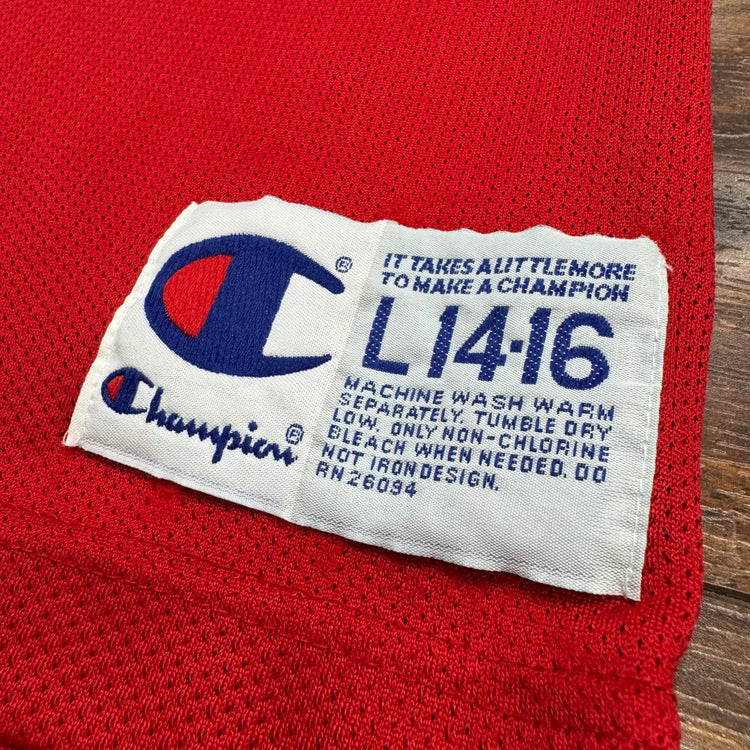 ®
Champion®
IT TAKES A LITTLE MORE
TO MAKE A CHAMPION
L 14-16
MACHINE WASH WARM
SEPARATELY. TUMBLE DRY
LOW. ONLY NON-CHLORINE
BLEACH WHEN NEEDED. DO
NOT IRON DESIGN.
RN 26094